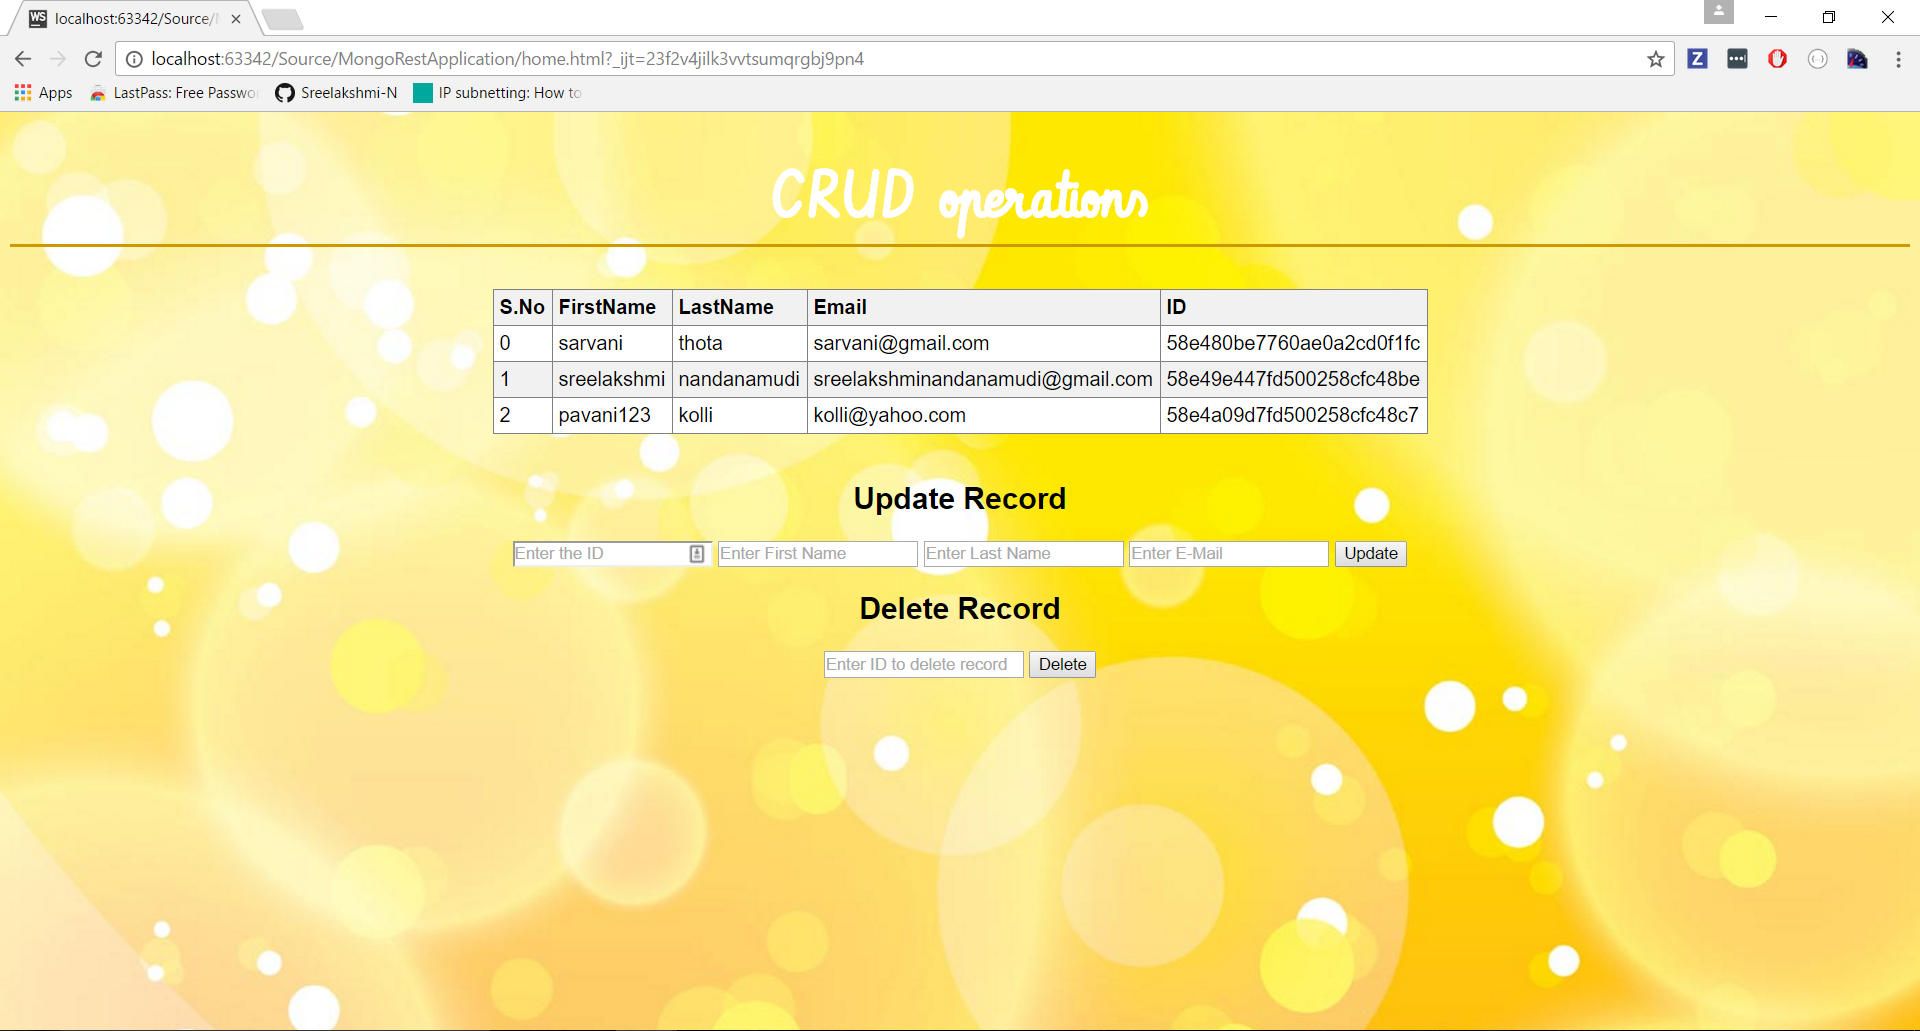 localhost:63342/Source/
localhost:63342/Source/MongoRestApplication/home.html?_ijt=23f2v4jilk3vvtsumqrgbj9pn4
Apps LastPass: Free Passwo Sreelakshmi-N IP subnetting: How to
CRUD operations
S.No FirstName LastName Email ID
0 sarvani thota sarvani@gmail.com 58e480be7760ae0a2cd0f1fc
1 sreelakshmi nandanamudi sreelakshminandanamudi@gmail.com 58e49e447fd500258cfc48be
2 pavani123 kolli kolli@yahoo.com 58e4a09d7fd500258cfc48c7
Update Record
Enter the ID Enter First Name Enter Last Name Enter E-Mail Update
Delete Record
Enter ID to delete record Delete